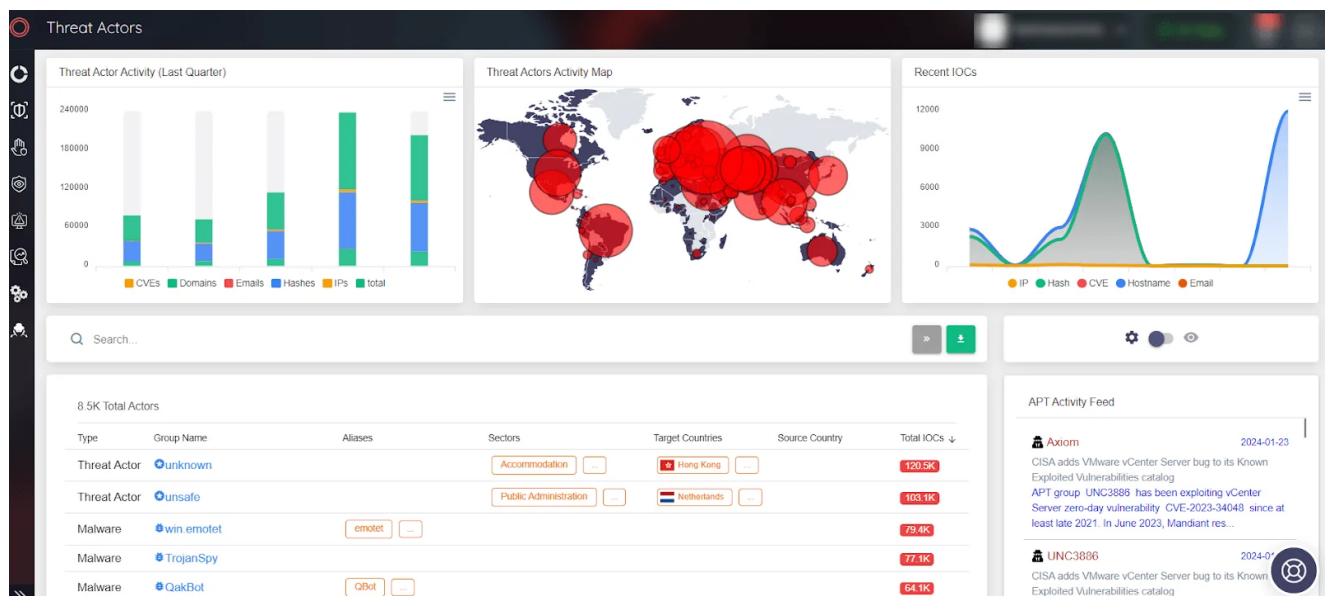 Threat Actors
Threat Actor Activity (Last Quarter)
240000
180000
120000
60000
0
CVEs Domains Emails Hashes IPs total
Threat Actors Activity Map
Recent IOCs
12000
9000
6000
3000
0
IP Hash CVE Hostname Email
Search...
8.5K Total Actors
Type Group Name Aliases Sectors Target Countries Source Country Total IOCs
Threat Actor unknown Accommodation ... Hong Kong ... 120.5K
Threat Actor unsafe Public Administration ... Netherlands ... 103.1K
Malware win.emotet emotet ... 79.4K
Malware TrojanSpy 77.1K
Malware QakBot QBot ... 64.1K
APT Activity Feed
Axiom 2024-01-23
CISA adds VMware vCenter Server bug to its Known
Exploited Vulnerabilities catalog
APT group UNC3886 has been exploiting vCenter
Server zero-day vulnerability CVE-2023-34048 since at
least late 2021. In June 2023, Mandiant res...
UNC3886
CISA adds VMware vCenter Server bug to its Known
Exploited Vulnerabilities catalog